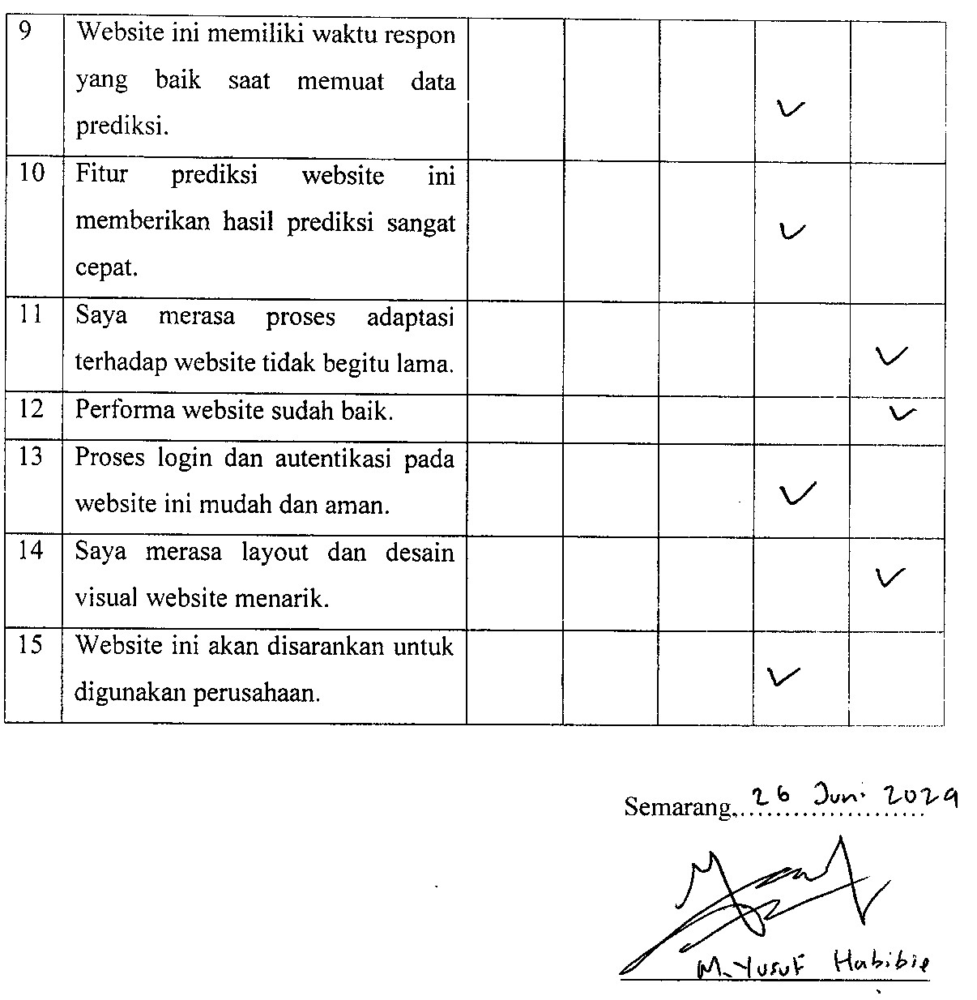 9 Website ini memiliki waktu respon
yang baik saat memuat data
prediksi.
✓
10 Fitur prediksi website ini
memberikan hasil prediksi sangat
cepat.
✓
11 Saya merasa proses adaptasi
terhadap website tidak begitu lama.
✓
12 Performa website sudah baik. ✓
13 Proses login dan autentikasi pada
website ini mudah dan aman.
✓
14 Saya merasa layout dan desain
visual website menarik.
✓
15 Website ini akan disarankan untuk
digunakan perusahaan.
✓
Semarang, 26 Juni 2024
M. Yusuf Habibie